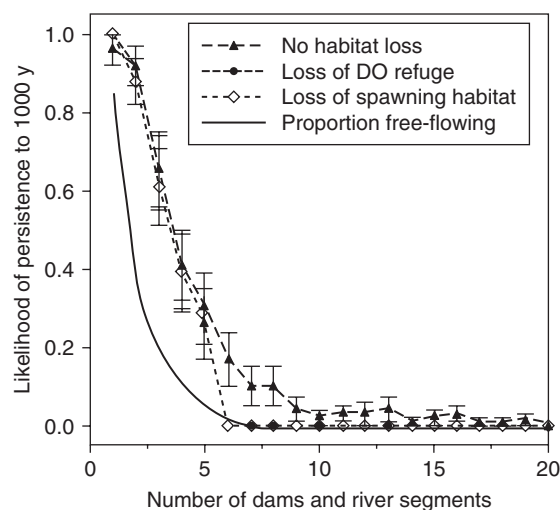 No habitat loss
Loss of DO refuge
Loss of spawning habitat
Proportion free-flowing
Likelihood of persistence to 1000 y
1.0
0.8
0.6
0.4
0.2
0.0
0 5 10 15 20
Number of dams and river segments